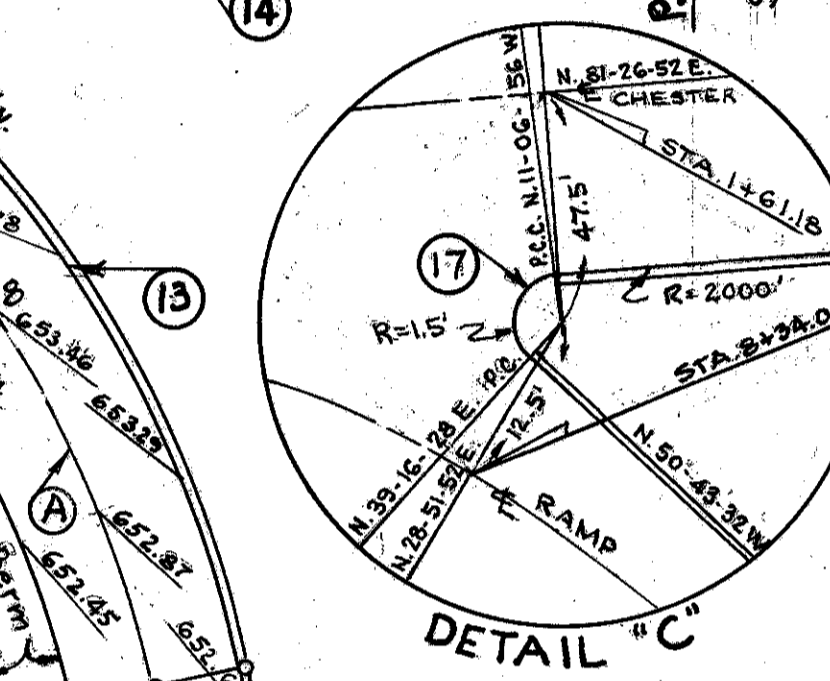 14
13
653.46
653.29
A
652.87
652.45
652.
Berm
N. 81-26-52 E.
℄ CHESTER
STA. 1+61.18
P.C.C. N. 11-06-56 W
47.5'
17
R=1.5'
R=2000'
STA. 8+34.0
N. 39-16-28 E. P.C.
N. 28-51-52 E.
12.5'
N. 50-43-32 W
℄ RAMP
DETAIL "C"